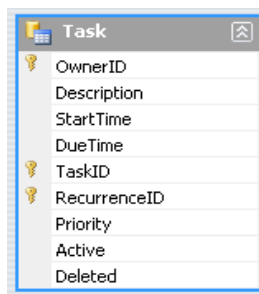 Task
OwnerID
Description
StartTime
DueTime
TaskID
RecurrenceID
Priority
Active
Deleted